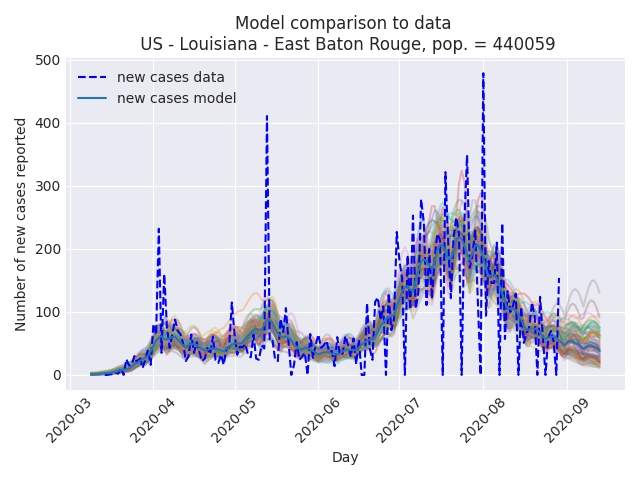 Model comparison to data
US - Louisiana - East Baton Rouge, pop. = 440059
new cases data
new cases model
Number of new cases reported
500
400
300
200
100
0
2020-03
2020-04
2020-05
2020-06
2020-07
2020-08
2020-09
Day